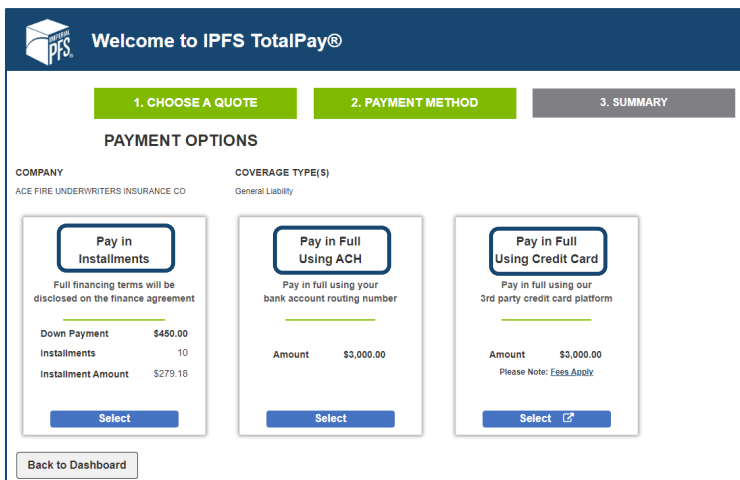 IMPERIAL
PFS®
Welcome to IPFS TotalPay®
1. CHOOSE A QUOTE
2. PAYMENT METHOD
3. SUMMARY
PAYMENT OPTIONS
COMPANY
COVERAGE TYPE(S)
ACE FIRE UNDERWRITERS INSURANCE CO
General Liability
Pay in
Installments
Full financing terms will be
disclosed on the finance agreement
Down Payment $450.00
Installments 10
Installment Amount $279.18
Select
Pay in Full
Using ACH
Pay in full using your
bank account routing number
Amount $3,000.00
Select
Pay in Full
Using Credit Card
Pay in full using our
3rd party credit card platform
Amount $3,000.00
Please Note: Fees Apply
Select
Back to Dashboard